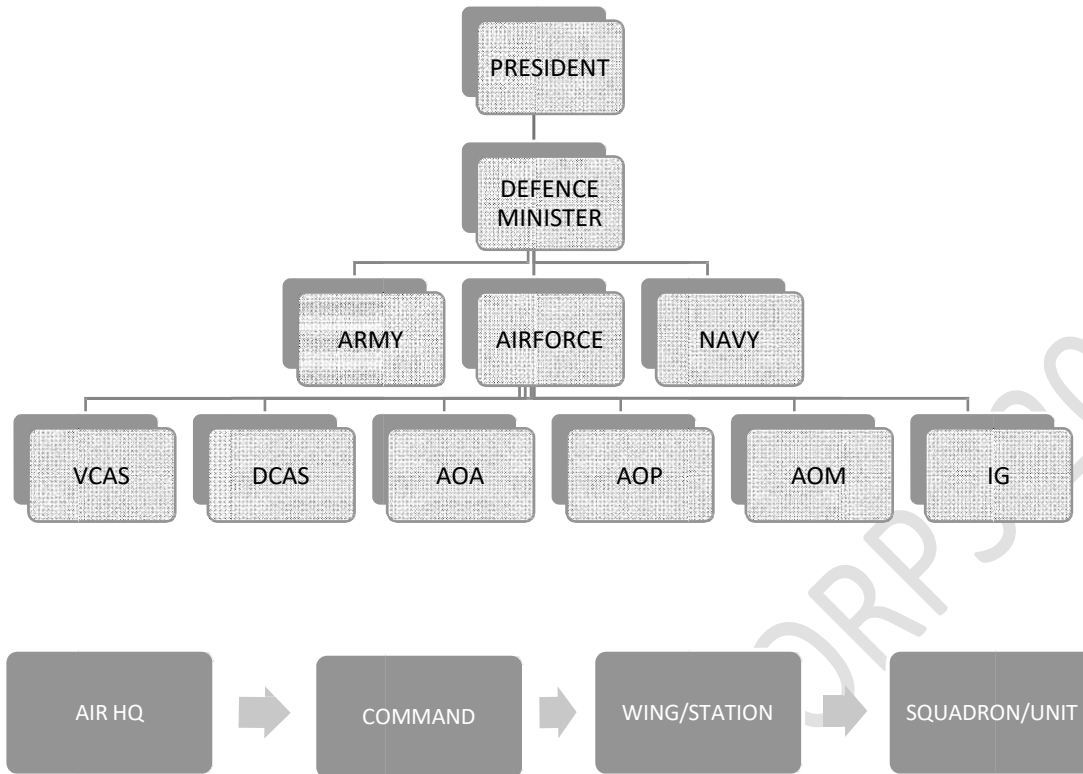 PRESIDENT
DEFENCE
MINISTER
ARMY
AIRFORCE
NAVY
VCAS
DCAS
AOA
AOP
AOM
IG
AIR HQ
COMMAND
WING/STATION
SQUADRON/UNIT